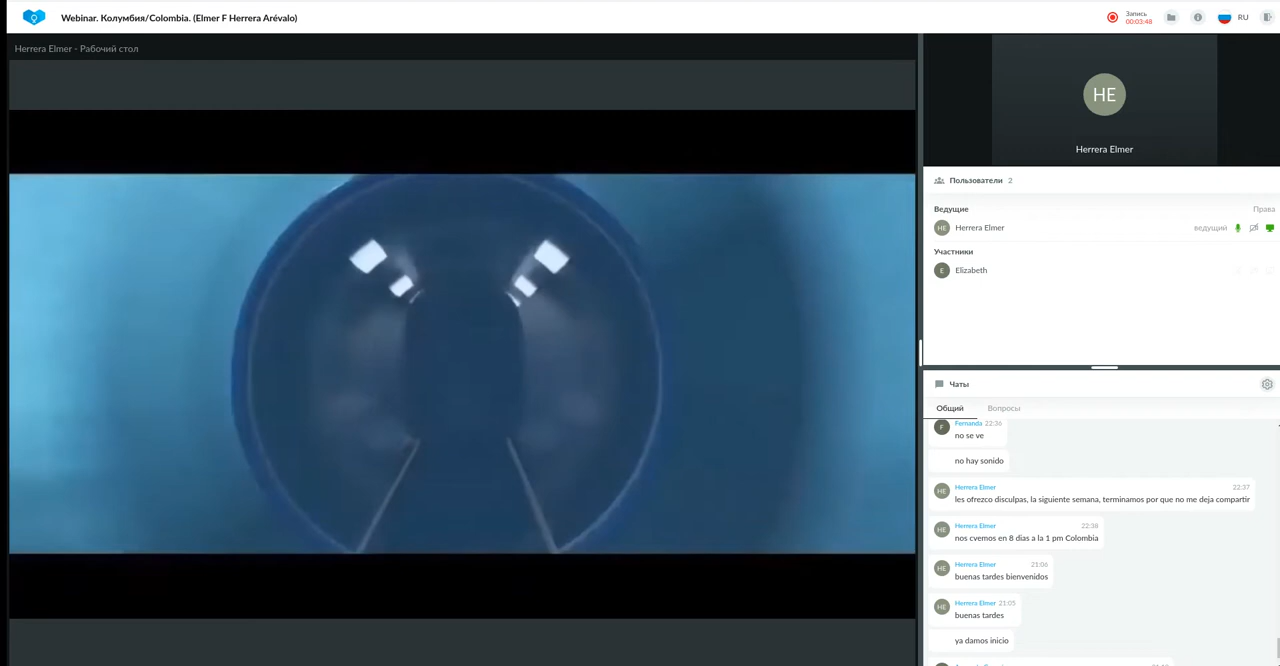 Webinar. Колумбия/Colombia. (Elmer F Herrera Arévalo)
Запись
00:03:48
RU
Herrera Elmer - Рабочий стол
HE
Herrera Elmer
Пользователи 2
Ведущие Права
HE Herrera Elmer ведущий
Участники
E Elizabeth
Чаты
Общий Вопросы
F Fernanda 22:36
no se ve
no hay sonido
HE Herrera Elmer 22:37
les ofrezco disculpas, la siguiente semana, terminamos por que no me deja compartir
HE Herrera Elmer 22:38
nos cvemos en 8 dias a la 1 pm Colombia
HE Herrera Elmer 21:06
buenas tardes bienvenidos
HE Herrera Elmer 21:05
buenas tardes
ya damos inicio